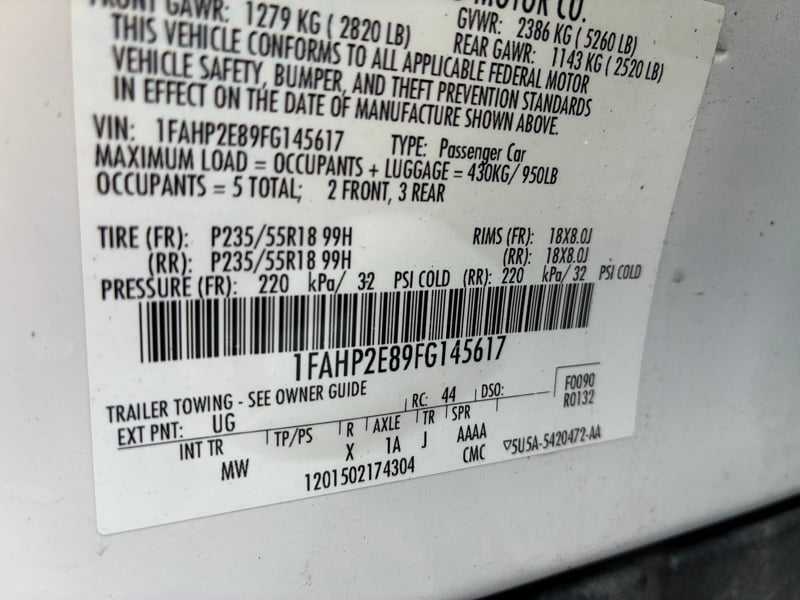 FRONT GAWR: 1279 KG ( 2820 LB) MOTOR CO.
GVWR: 2386 KG ( 5260 LB)
REAR GAWR: 1143 KG ( 2520 LB)
THIS VEHICLE CONFORMS TO ALL APPLICABLE FEDERAL MOTOR
VEHICLE SAFETY, BUMPER, AND THEFT PREVENTION STANDARDS
IN EFFECT ON THE DATE OF MANUFACTURE SHOWN ABOVE.
VIN: 1FAHP2E89FG145617 TYPE: Passenger Car
MAXIMUM LOAD = OCCUPANTS + LUGGAGE = 430KG/ 950LB
OCCUPANTS = 5 TOTAL; 2 FRONT, 3 REAR
TIRE (FR): P235/55R18 99H RIMS (FR): 18X8.0J
(RR): P235/55R18 99H (RR): 18X8.0J
PRESSURE (FR): 220 kPa/ 32 PSI COLD (RR): 220 kPa/ 32 PSI COLD
1FAHP2E89FG145617
TRAILER TOWING - SEE OWNER GUIDE RC: 44 DSO: F0090
R0132
EXT PNT: UG
INT TR TP/PS R AXLE TR SPR
MW X 1A J AAAA
1201502174304 CMC ▽5U5A-5420472-AA